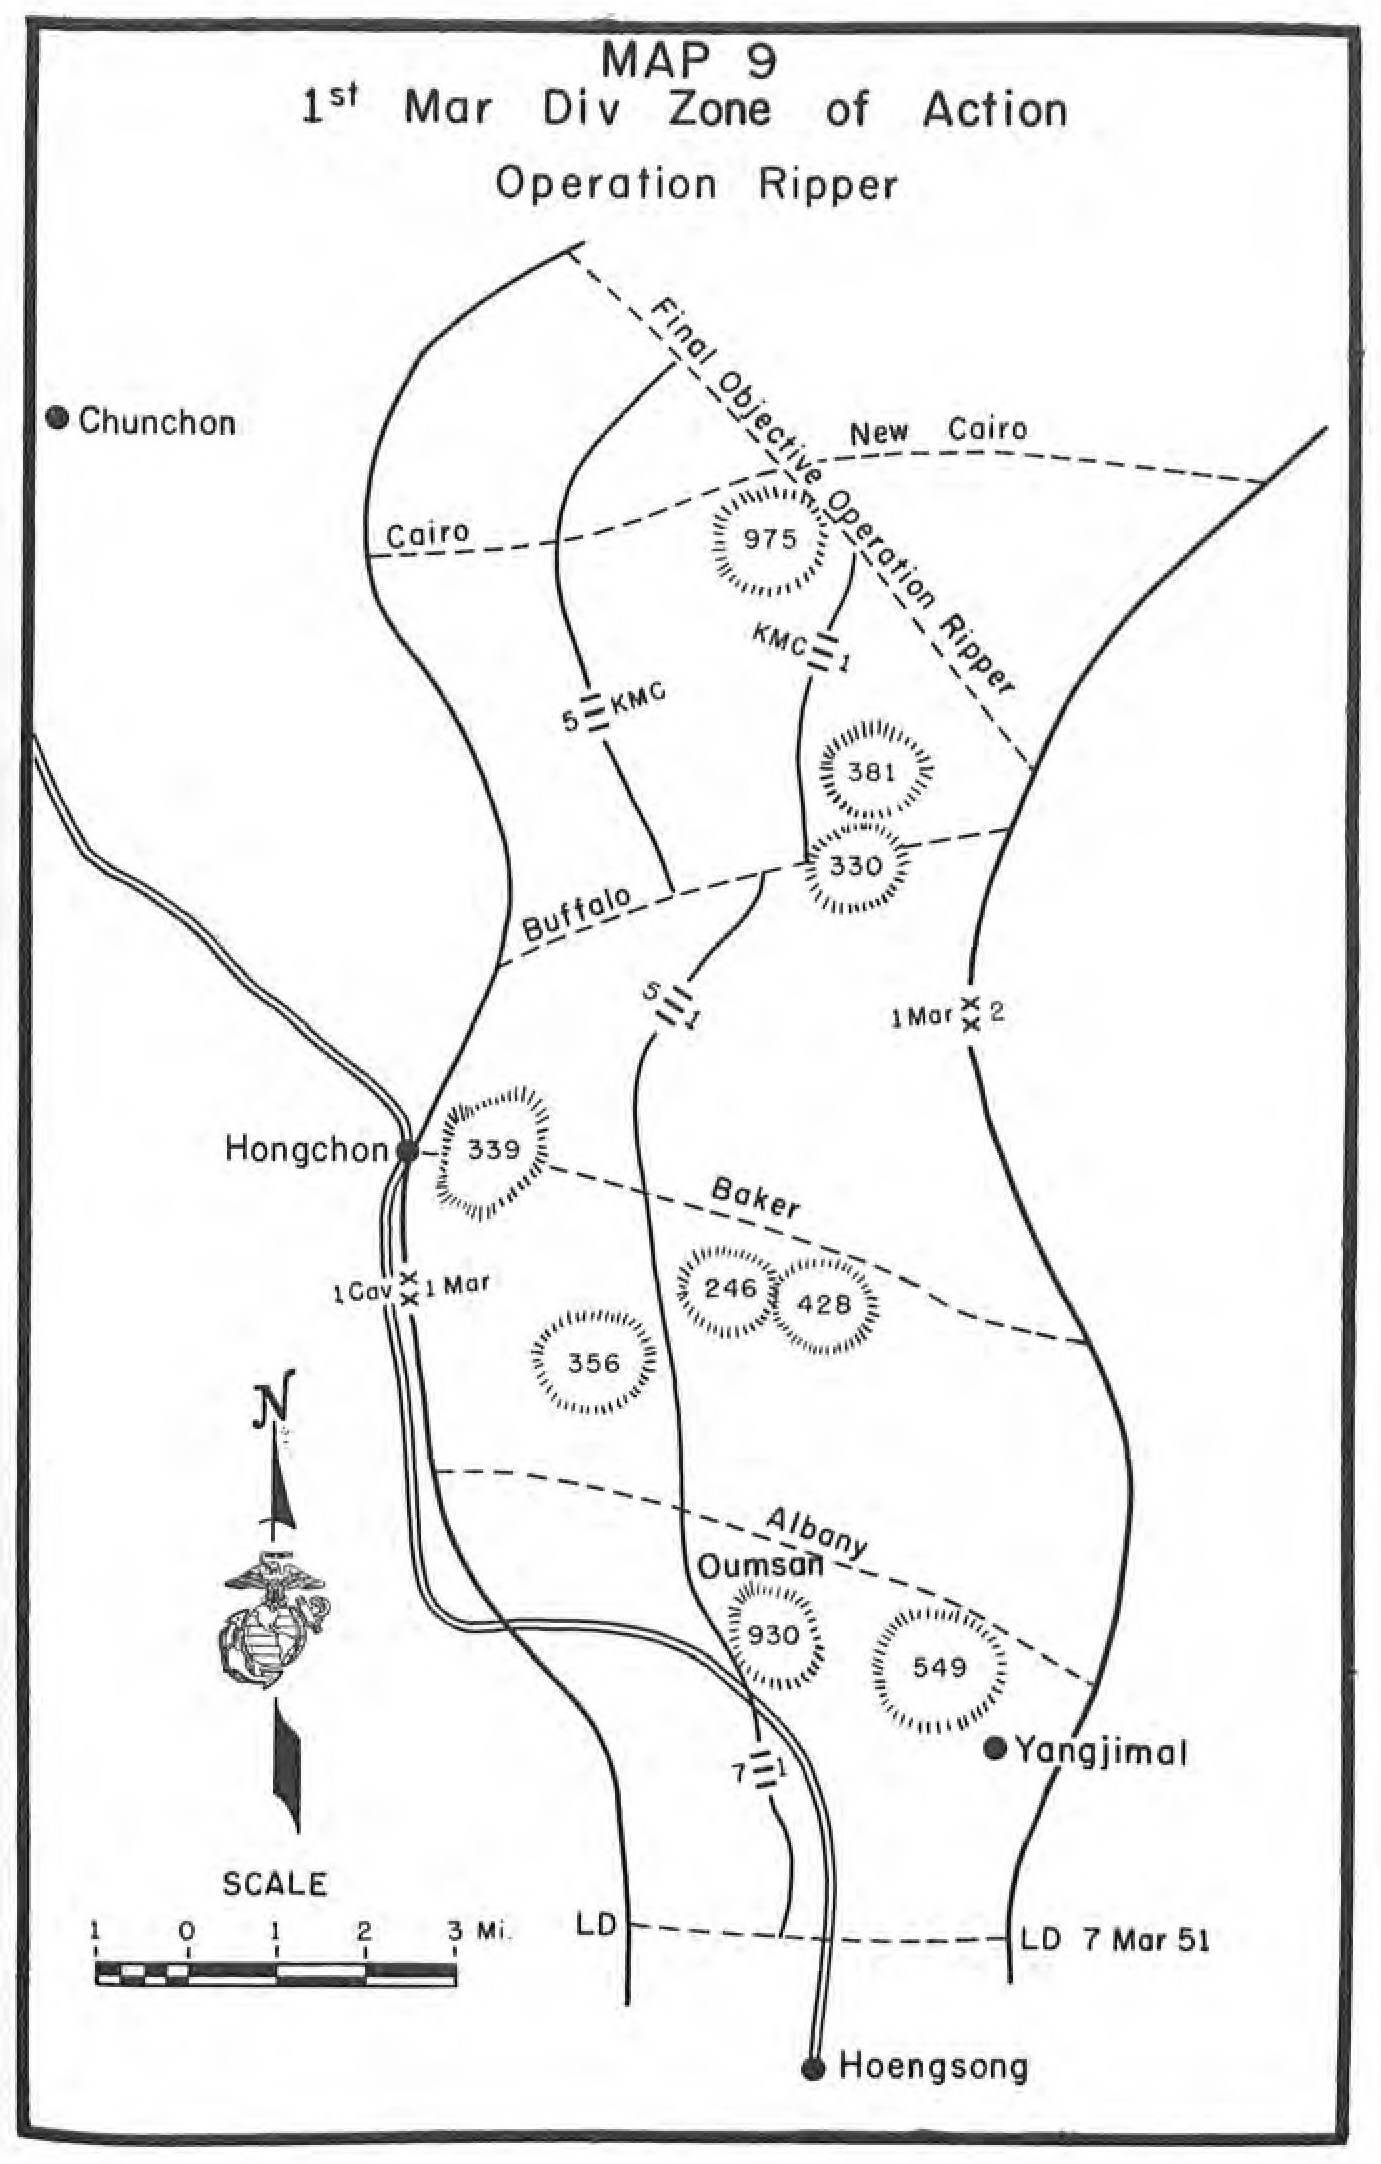 MAP 9
1st Mar Div Zone of Action
Operation Ripper
Final Objective Operation Ripper
Chunchon
New Cairo
Cairo
975
KMC 1
5 KMC
381
330
Buffalo
5 1
1 Mar XX 2
Hongchon
339
Baker
246
428
1 Cav XX 1 Mar
356
N
Albany
Oumsan
930
549
Yangjimal
7 1
SCALE
1 0 1 2 3 Mi.
LD
LD 7 Mar 51
Hoengsong